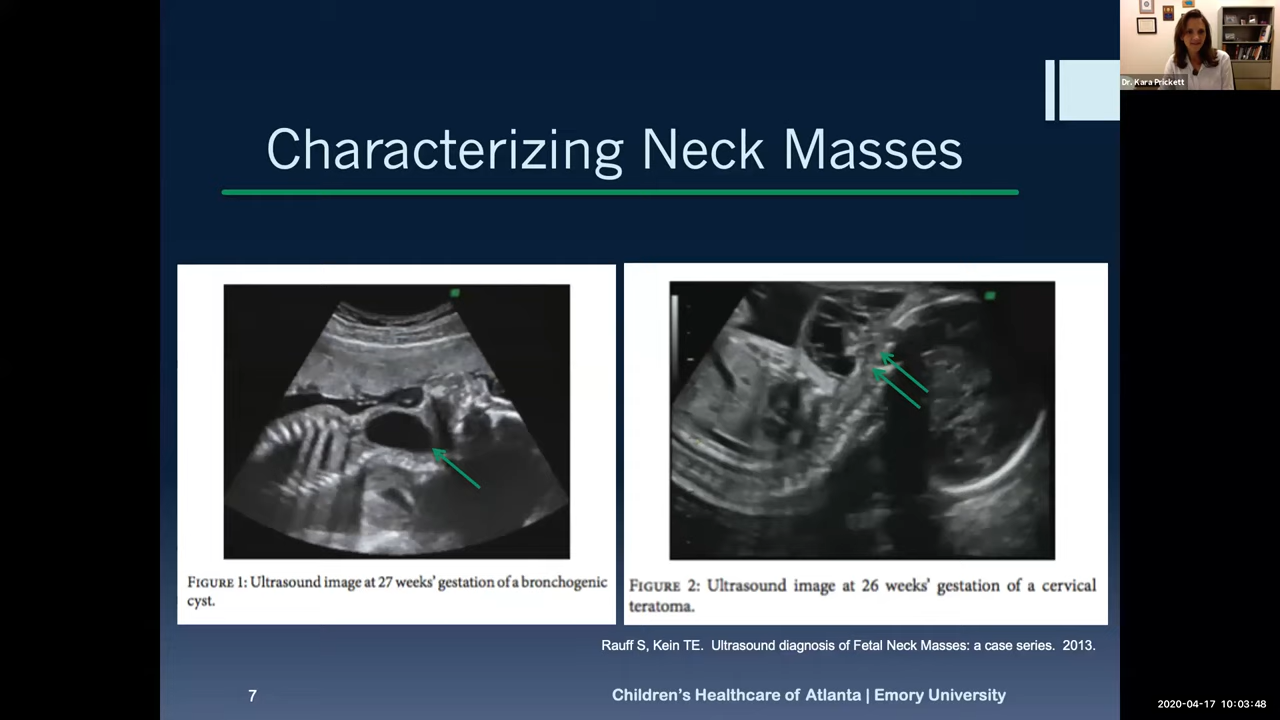 Dr. Kara Prickett
Characterizing Neck Masses
FIGURE 1: Ultrasound image at 27 weeks' gestation of a bronchogenic
cyst.
FIGURE 2: Ultrasound image at 26 weeks' gestation of a cervical
teratoma.
Rauff S, Kein TE. Ultrasound diagnosis of Fetal Neck Masses: a case series. 2013.
7
Children's Healthcare of Atlanta | Emory University
2020-04-17 10:03:48